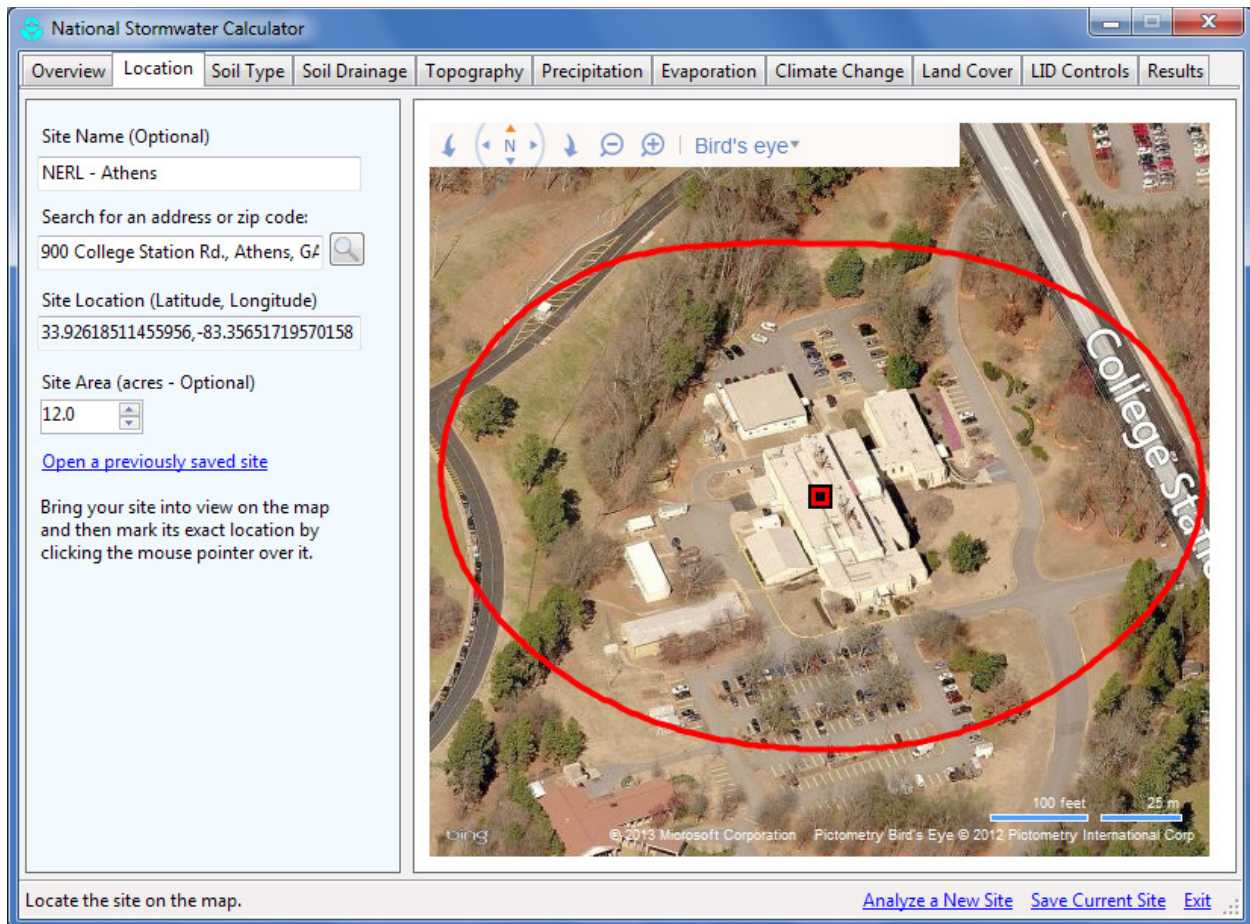 National Stormwater Calculator
Overview Location Soil Type Soil Drainage Topography Precipitation Evaporation Climate Change Land Cover LID Controls Results
Site Name (Optional)
NERL - Athens
Search for an address or zip code:
900 College Station Rd., Athens, GA
Site Location (Latitude, Longitude)
33.92618511455956,-83.35651719570158
Site Area (acres - Optional)
12.0
Open a previously saved site
Bring your site into view on the map
and then mark its exact location by
clicking the mouse pointer over it.
N Bird's eye
College Statio
100 feet 25 m
bing © 2013 Microsoft Corporation Pictometry Bird's Eye © 2012 Pictometry International Corp
Locate the site on the map.
Analyze a New Site Save Current Site Exit